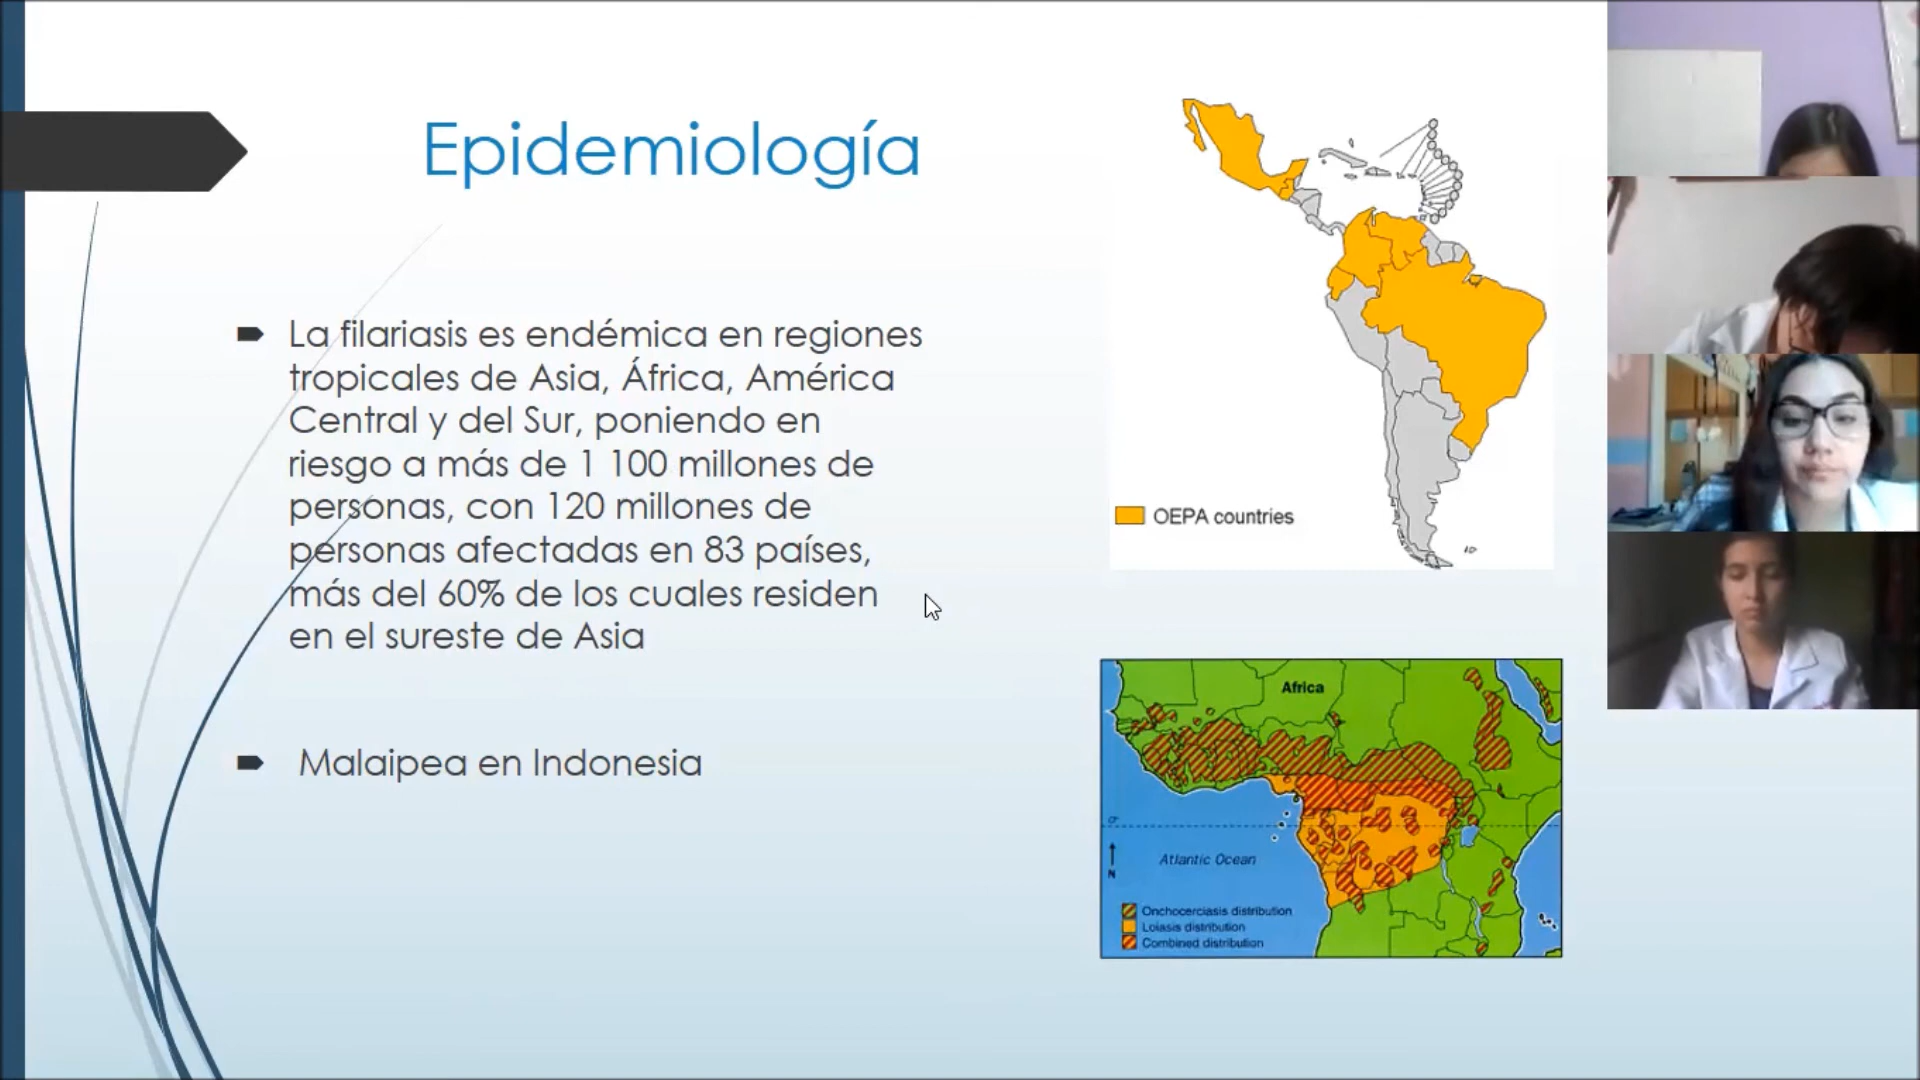 Epidemiología
La filariasis es endémica en regiones
tropicales de Asia, África, América
Central y del Sur, poniendo en
riesgo a más de 1 100 millones de
personas, con 120 millones de
personas afectadas en 83 países,
más del 60% de los cuales residen
en el sureste de Asia
Malaipea en Indonesia
OEPA countries
Africa
0°
Atlantic Ocean
N
Onchocerciasis distribution
Loiasis distribution
Combined distribution